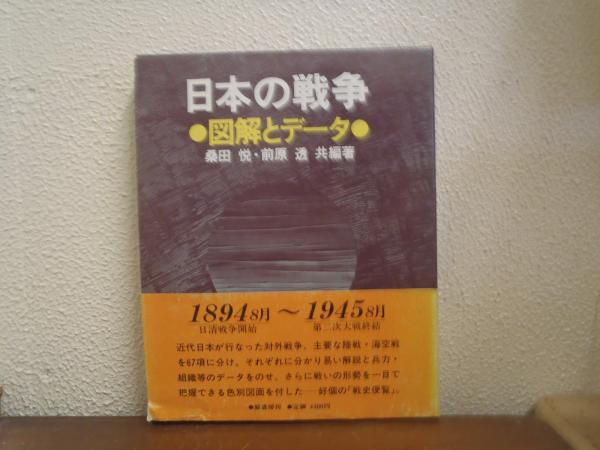 日本の戦争
●図解とデータ●
桑田 悦・前原 透 共編著
1894 8月 〜 1945 8月
日清戦争開始 第二次大戦終結
近代日本が行なった対外戦争、主要な陸戦・海空戦
を67項に分け、それぞれに分かり易い解説と兵力・
組織等のデータをのせ、さらに戦いの形勢を一目で
把握できる色別図面を付した──好個の「戦史便覧」。
●原書房刊 ●定価